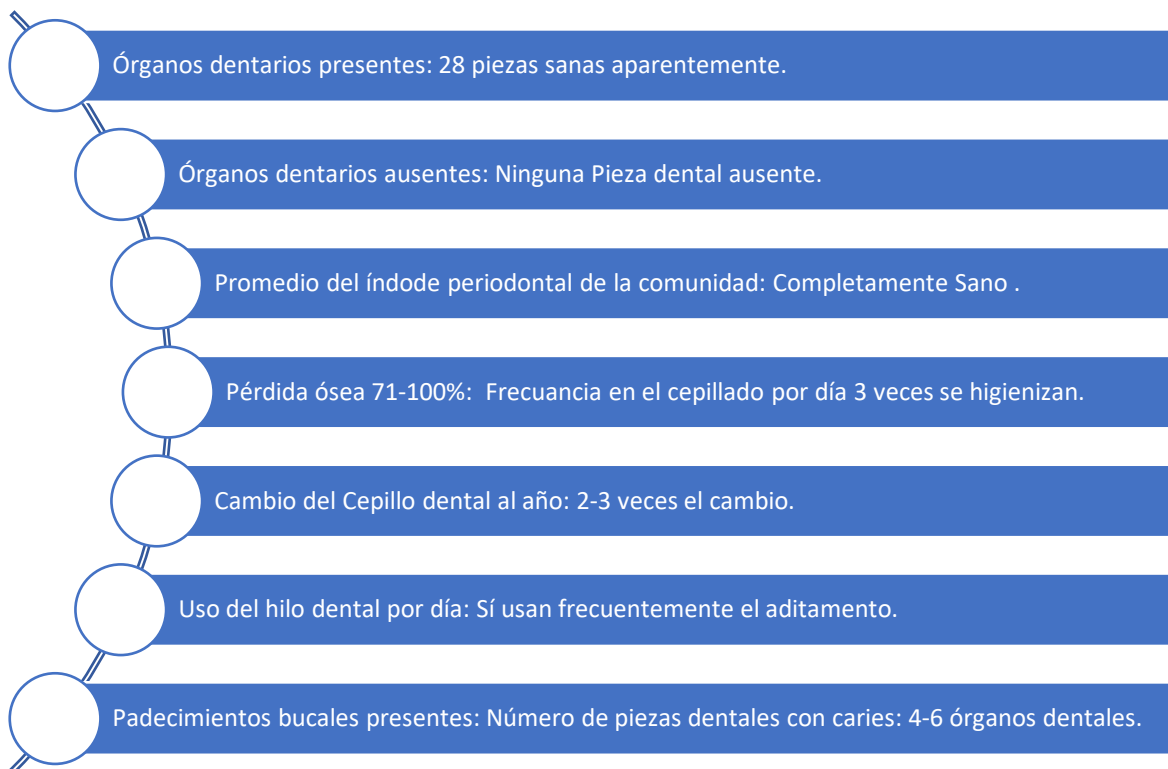 Órganos dentarios presentes: 28 piezas sanas aparentemente.
Órganos dentarios ausentes: Ninguna Pieza dental ausente.
Promedio del índode periodontal de la comunidad: Completamente Sano .
Pérdida ósea 71-100%:  Frecuancia en el cepillado por día 3 veces se higienizan.
Cambio del Cepillo dental al año: 2-3 veces el cambio.
Uso del hilo dental por día: Sí usan frecuentemente el aditamento.
Padecimientos bucales presentes: Número de piezas dentales con caries: 4-6 órganos dentales.